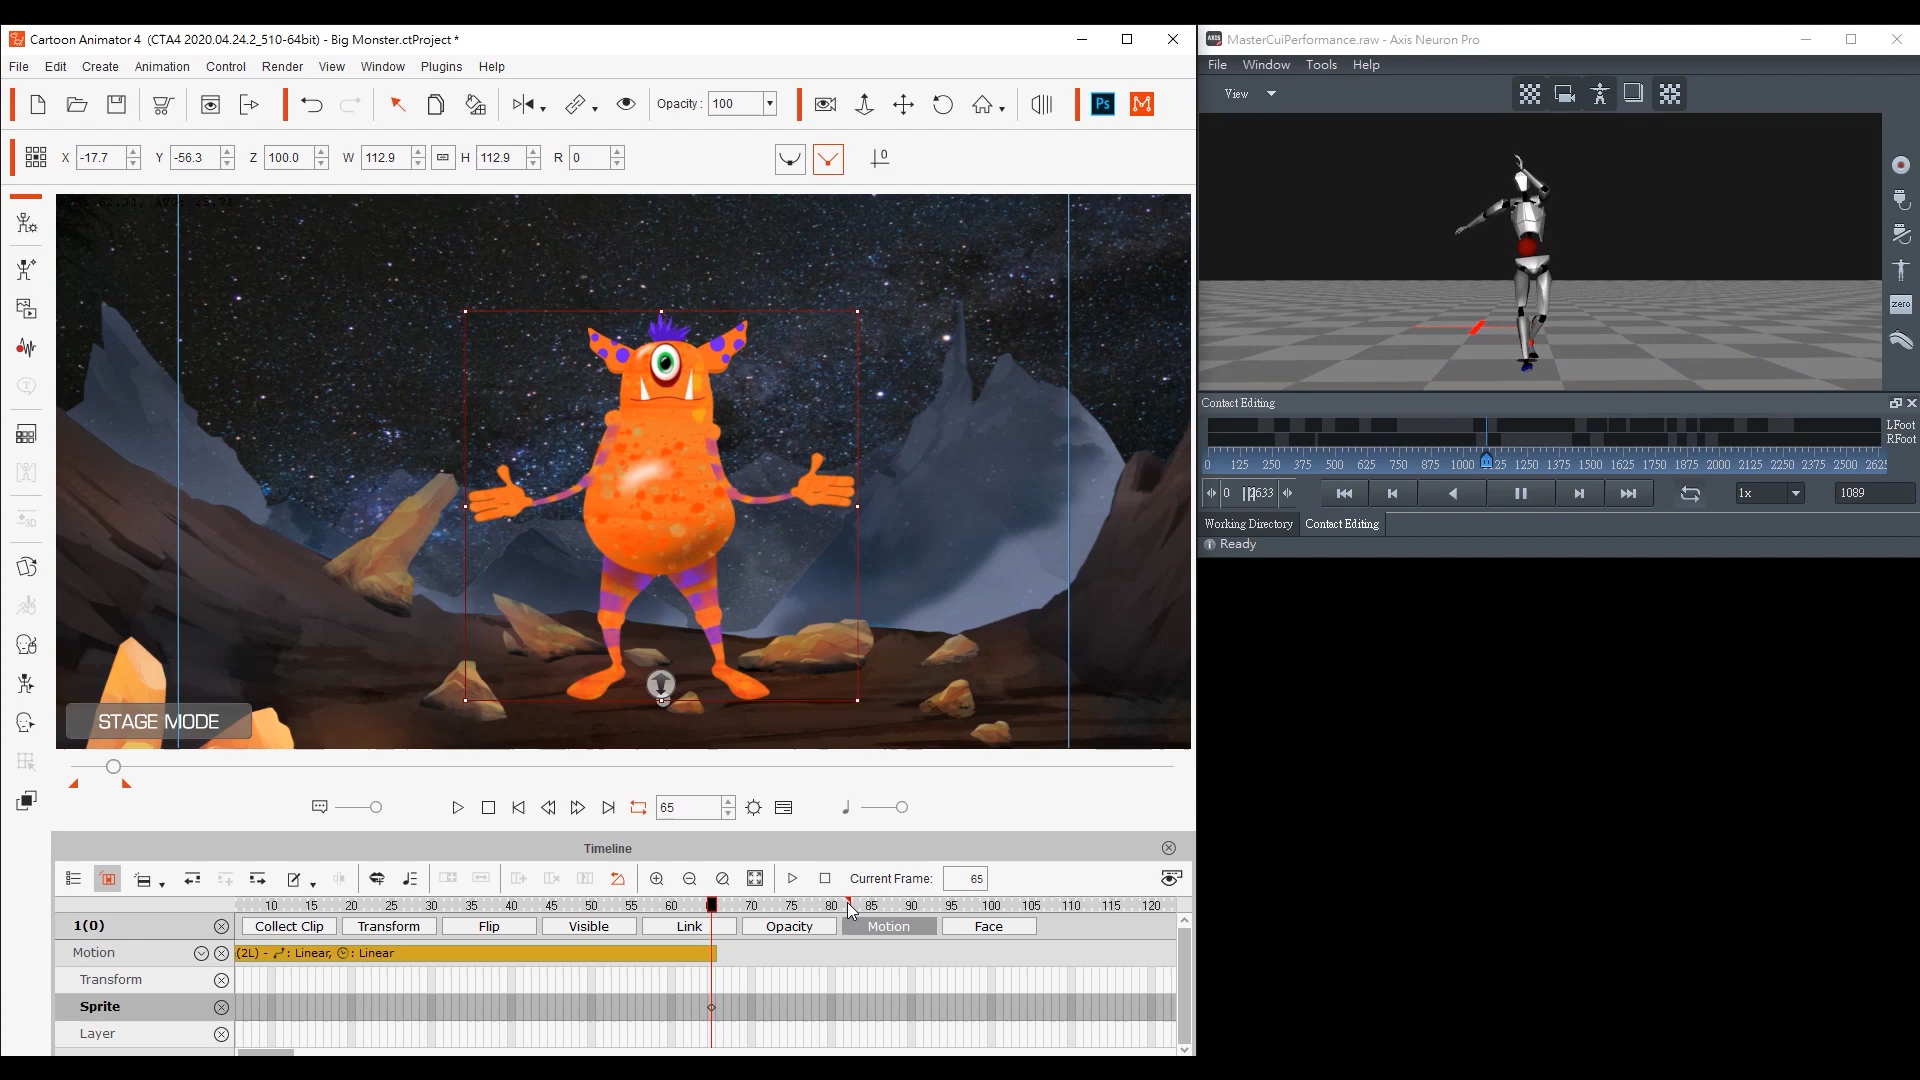 Cartoon Animator 4 (CTA4 2020.04.24.2_510-64bit) - Big Monster.ctProject *
File Edit Create Animation Control Render View Window Plugins Help
Opacity : 100
Ps
X -17.7 Y -56.3 Z 100.0 W 112.9 H 112.9 R 0
0
STAGE MODE
65
Timeline
Current Frame: 65
10 15 20 25 30 35 40 45 50 55 60 70 75 80 85 90 95 100 105 110 115 120
1(0) Collect Clip Transform Flip Visible Link Opacity Motion Face
Motion (2L) - : Linear, : Linear
Transform
Sprite
Layer
AXIS MasterCuiPerformance.raw - Axis Neuron Pro
File Window Tools Help
View
zero
Contact Editing
LFoot
RFoot
0 125 250 375 500 625 750 875 1000 125 1250 1375 1500 1625 1750 1875 2000 2125 2250 2375 2500 2625
0 2633 1x 1089
Working Directory Contact Editing
Ready